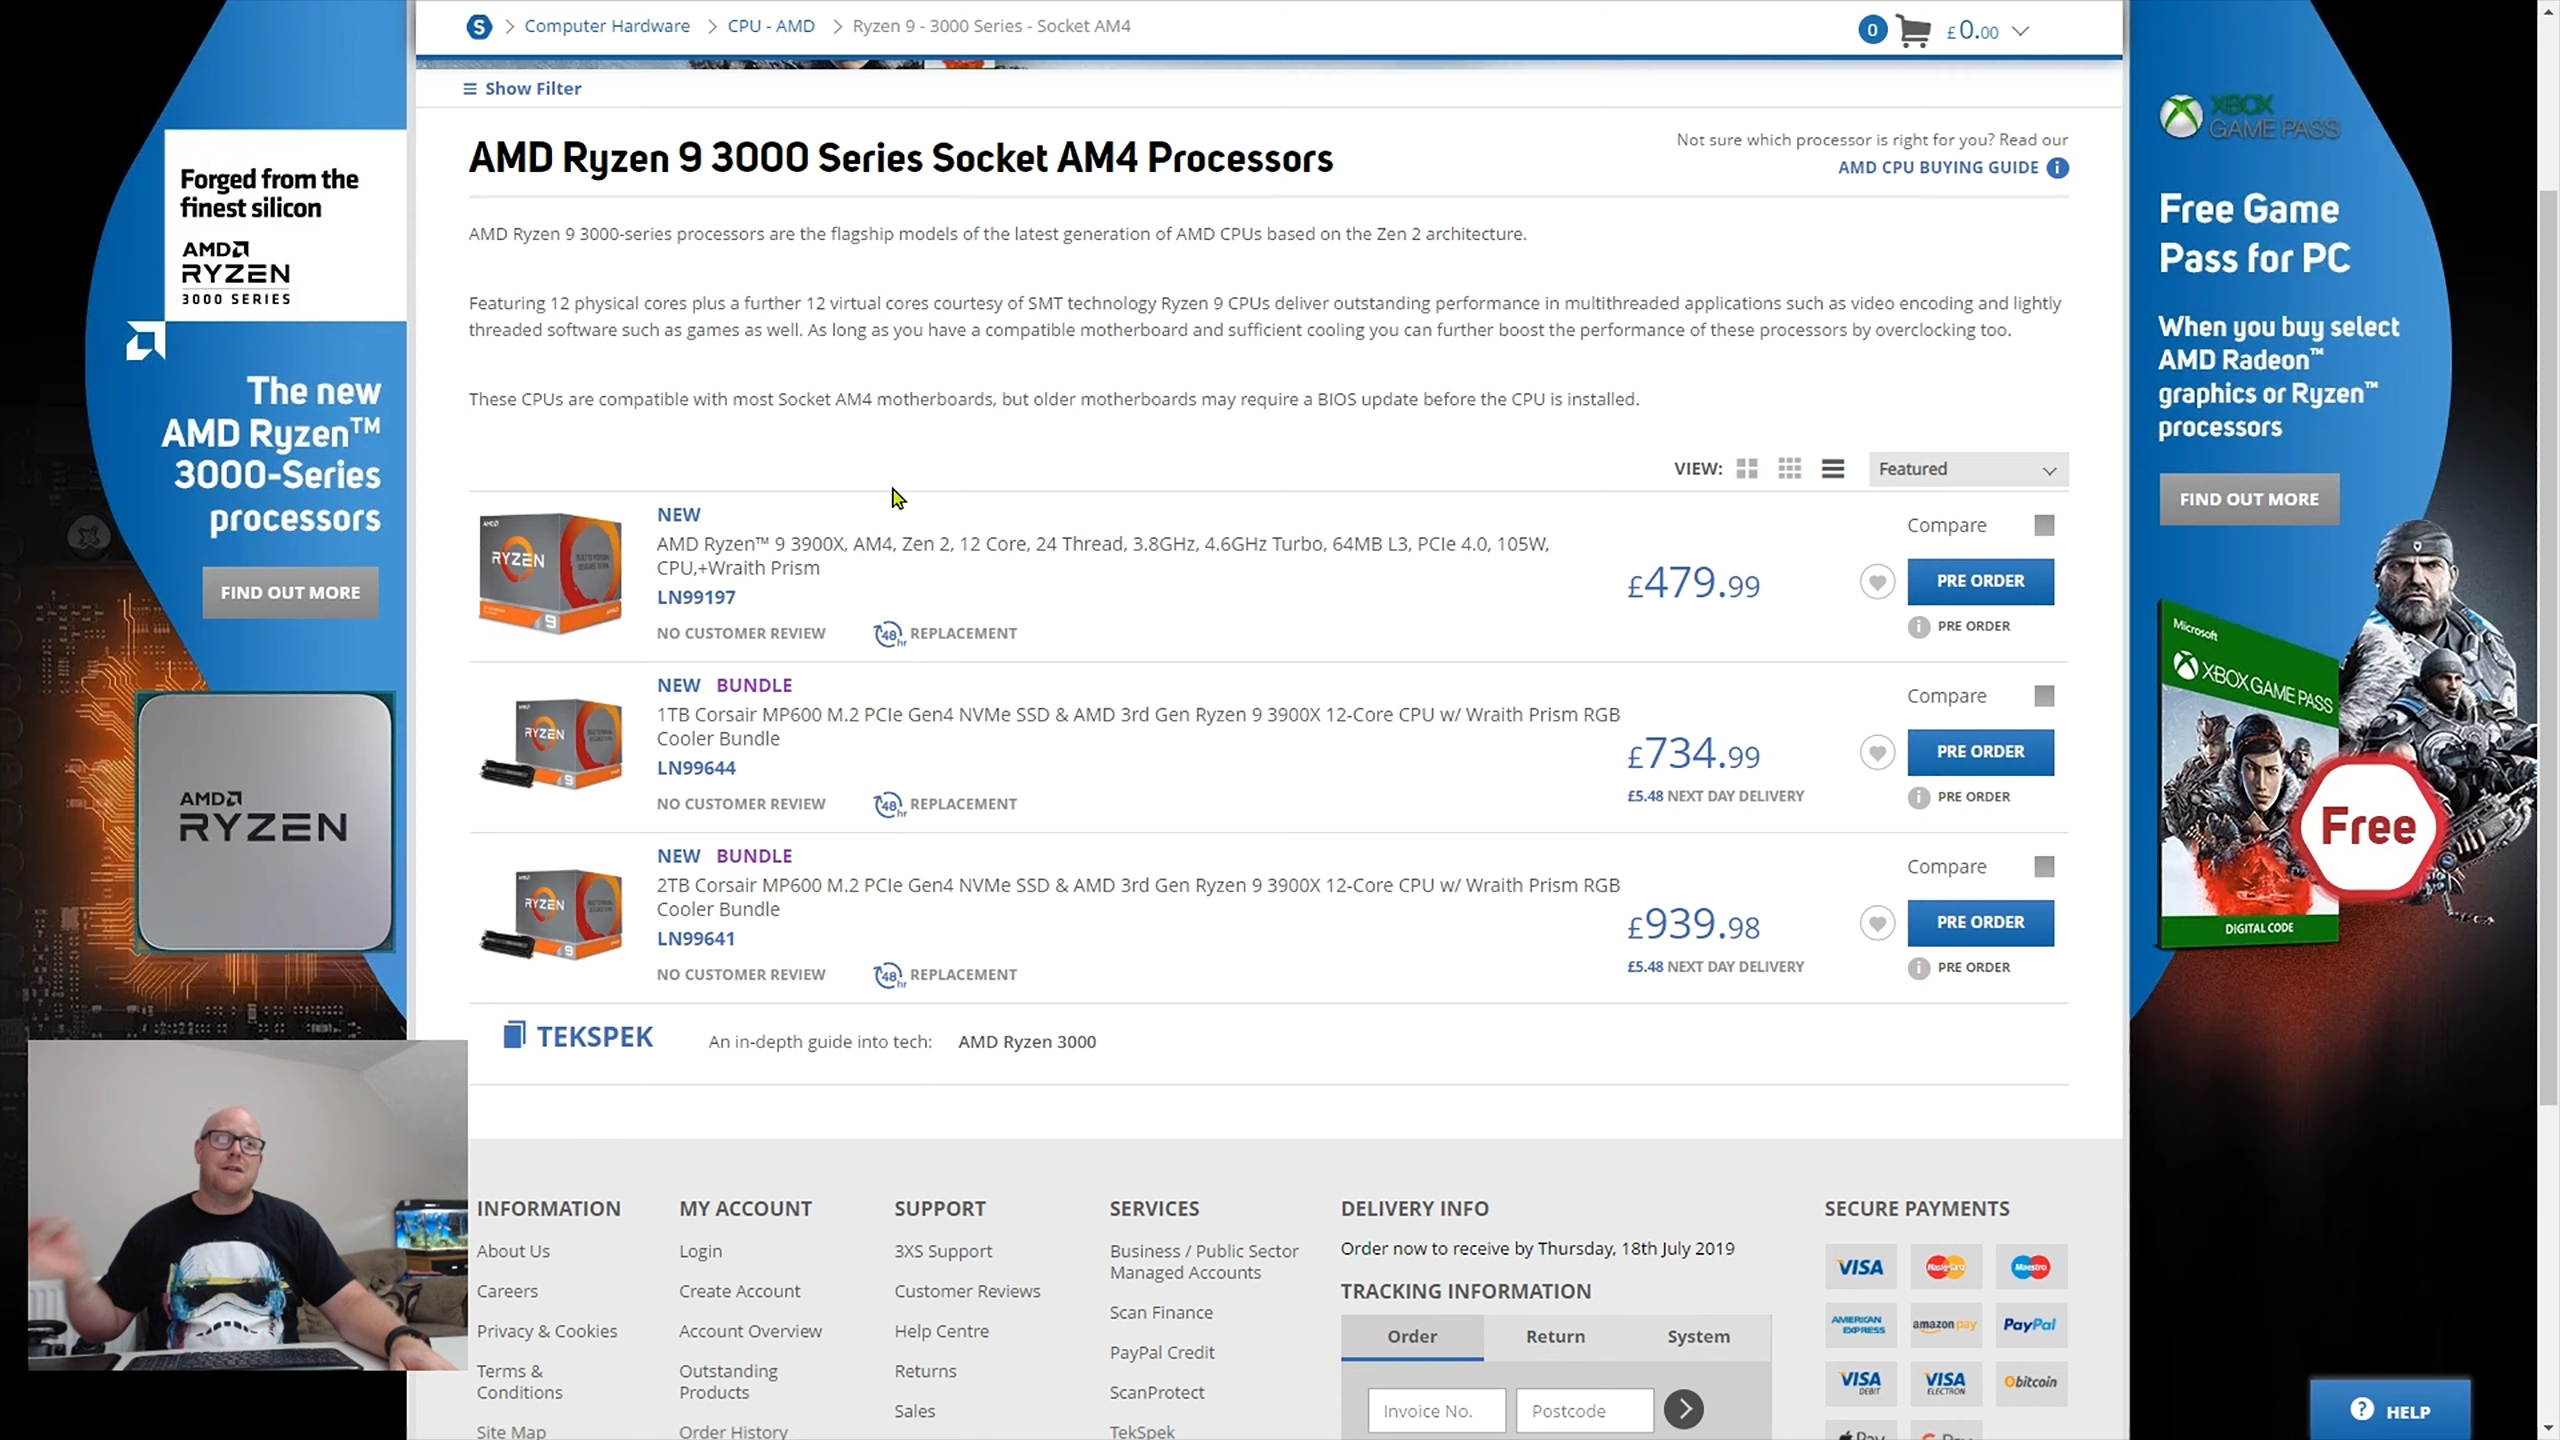 Computer Hardware > CPU - AMD > Ryzen 9 - 3000 Series - Socket AM4
0 £0.00
Show Filter
AMD Ryzen 9 3000 Series Socket AM4 Processors
Not sure which processor is right for you? Read our
AMD CPU BUYING GUIDE
AMD Ryzen 9 3000-series processors are the flagship models of the latest generation of AMD CPUs based on the Zen 2 architecture.
Featuring 12 physical cores plus a further 12 virtual cores courtesy of SMT technology Ryzen 9 CPUs deliver outstanding performance in multithreaded applications such as video encoding and lightly
threaded software such as games as well. As long as you have a compatible motherboard and sufficient cooling you can further boost the performance of these processors by overclocking too.
These CPUs are compatible with most Socket AM4 motherboards, but older motherboards may require a BIOS update before the CPU is installed.
VIEW: Featured
NEW
AMD Ryzen™ 9 3900X, AM4, Zen 2, 12 Core, 24 Thread, 3.8GHz, 4.6GHz Turbo, 64MB L3, PCIe 4.0, 105W,
CPU,+Wraith Prism
LN99197
NO CUSTOMER REVIEW 48hr REPLACEMENT
£479.99
Compare
PRE ORDER
PRE ORDER
NEW BUNDLE
1TB Corsair MP600 M.2 PCIe Gen4 NVMe SSD & AMD 3rd Gen Ryzen 9 3900X 12-Core CPU w/ Wraith Prism RGB
Cooler Bundle
LN99644
NO CUSTOMER REVIEW 48hr REPLACEMENT
£734.99
£5.48 NEXT DAY DELIVERY
Compare
PRE ORDER
PRE ORDER
NEW BUNDLE
2TB Corsair MP600 M.2 PCIe Gen4 NVMe SSD & AMD 3rd Gen Ryzen 9 3900X 12-Core CPU w/ Wraith Prism RGB
Cooler Bundle
LN99641
NO CUSTOMER REVIEW 48hr REPLACEMENT
£939.98
£5.48 NEXT DAY DELIVERY
Compare
PRE ORDER
PRE ORDER
TEKSPEK An in-depth guide into tech: AMD Ryzen 3000
INFORMATION
About Us
Careers
Privacy & Cookies
Terms &
Conditions
Site Map
MY ACCOUNT
Login
Create Account
Account Overview
Outstanding
Products
Order History
SUPPORT
3XS Support
Customer Reviews
Help Centre
Returns
Sales
SERVICES
Business / Public Sector
Managed Accounts
Scan Finance
PayPal Credit
ScanProtect
TekSpek
DELIVERY INFO
Order now to receive by Thursday, 18th July 2019
TRACKING INFORMATION
Order Return System
Invoice No. Postcode
SECURE PAYMENTS
VISA MasterCard Maestro
AMERICAN EXPRESS amazon pay PayPal
VISA DEBIT VISA ELECTRON bitcoin
HELP
Forged from the
finest silicon
AMD
RYZEN
3000 SERIES
The new
AMD Ryzen™
3000-Series
processors
FIND OUT MORE
AMD
RYZEN
XBOX
GAME PASS
Free Game
Pass for PC
When you buy select
AMD Radeon™
graphics or Ryzen™
processors
FIND OUT MORE
Microsoft
XBOX GAME PASS
Free
DIGITAL CODE
RYZEN
9
RYZEN
9
RYZEN
9